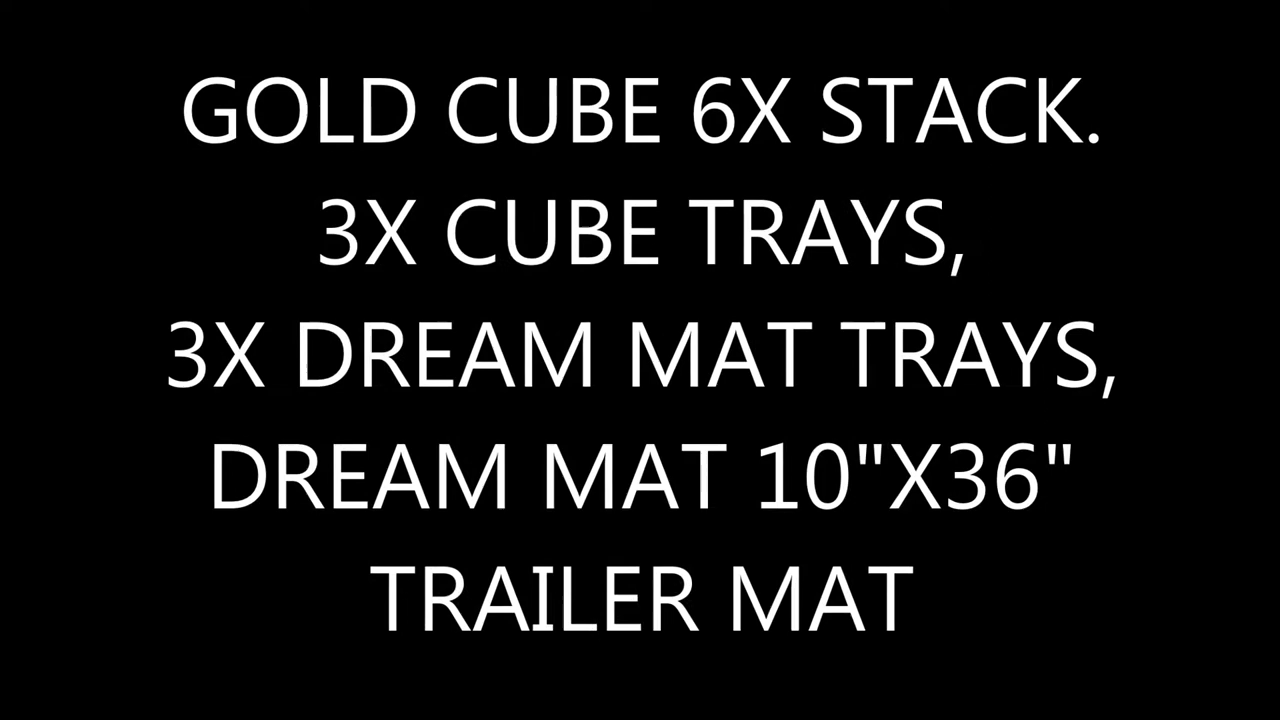 GOLD CUBE 6X STACK.
3X CUBE TRAYS,
3X DREAM MAT TRAYS,
DREAM MAT 10"X36"
TRAILER MAT